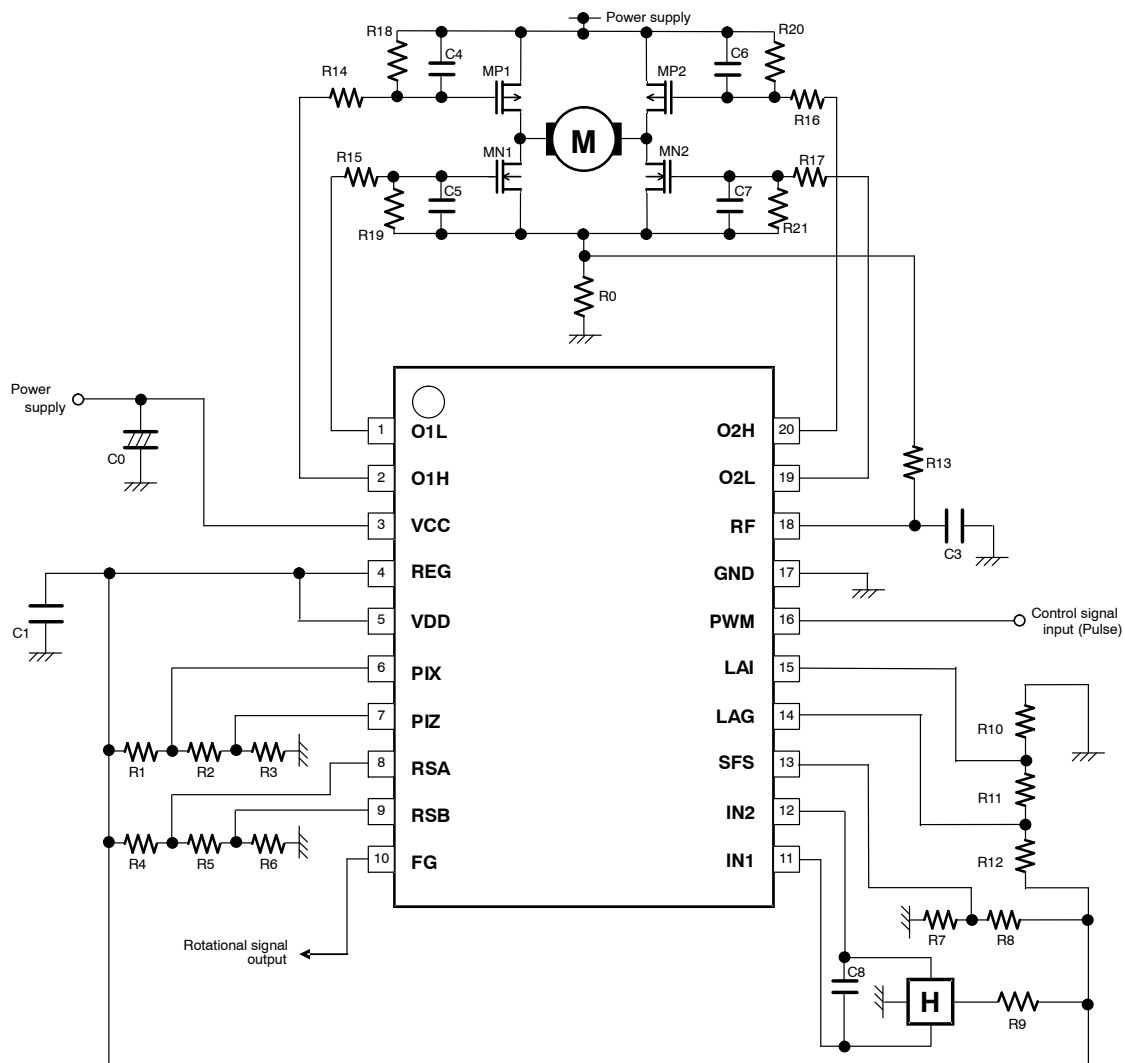 Power supply
R18
R20
C4
C6
MP1
MP2
R14
R16
M
MN1
MN2
R15
R17
C5
C7
R19
R21
R0
Power
supply
C0
1
O1L
O2H
20
2
O1H
O2L
19
R13
3
VCC
RF
18
C3
4
REG
GND
17
C1
5
VDD
PWM
16
Control signal
input (Pulse)
6
PIX
LAI
15
7
PIZ
LAG
14
R10
R1
R2
R3
8
RSA
SFS
13
R11
9
RSB
IN2
12
R4
R5
R6
10
FG
IN1
11
R12
Rotational signal
output
R7
R8
C8
H
R9